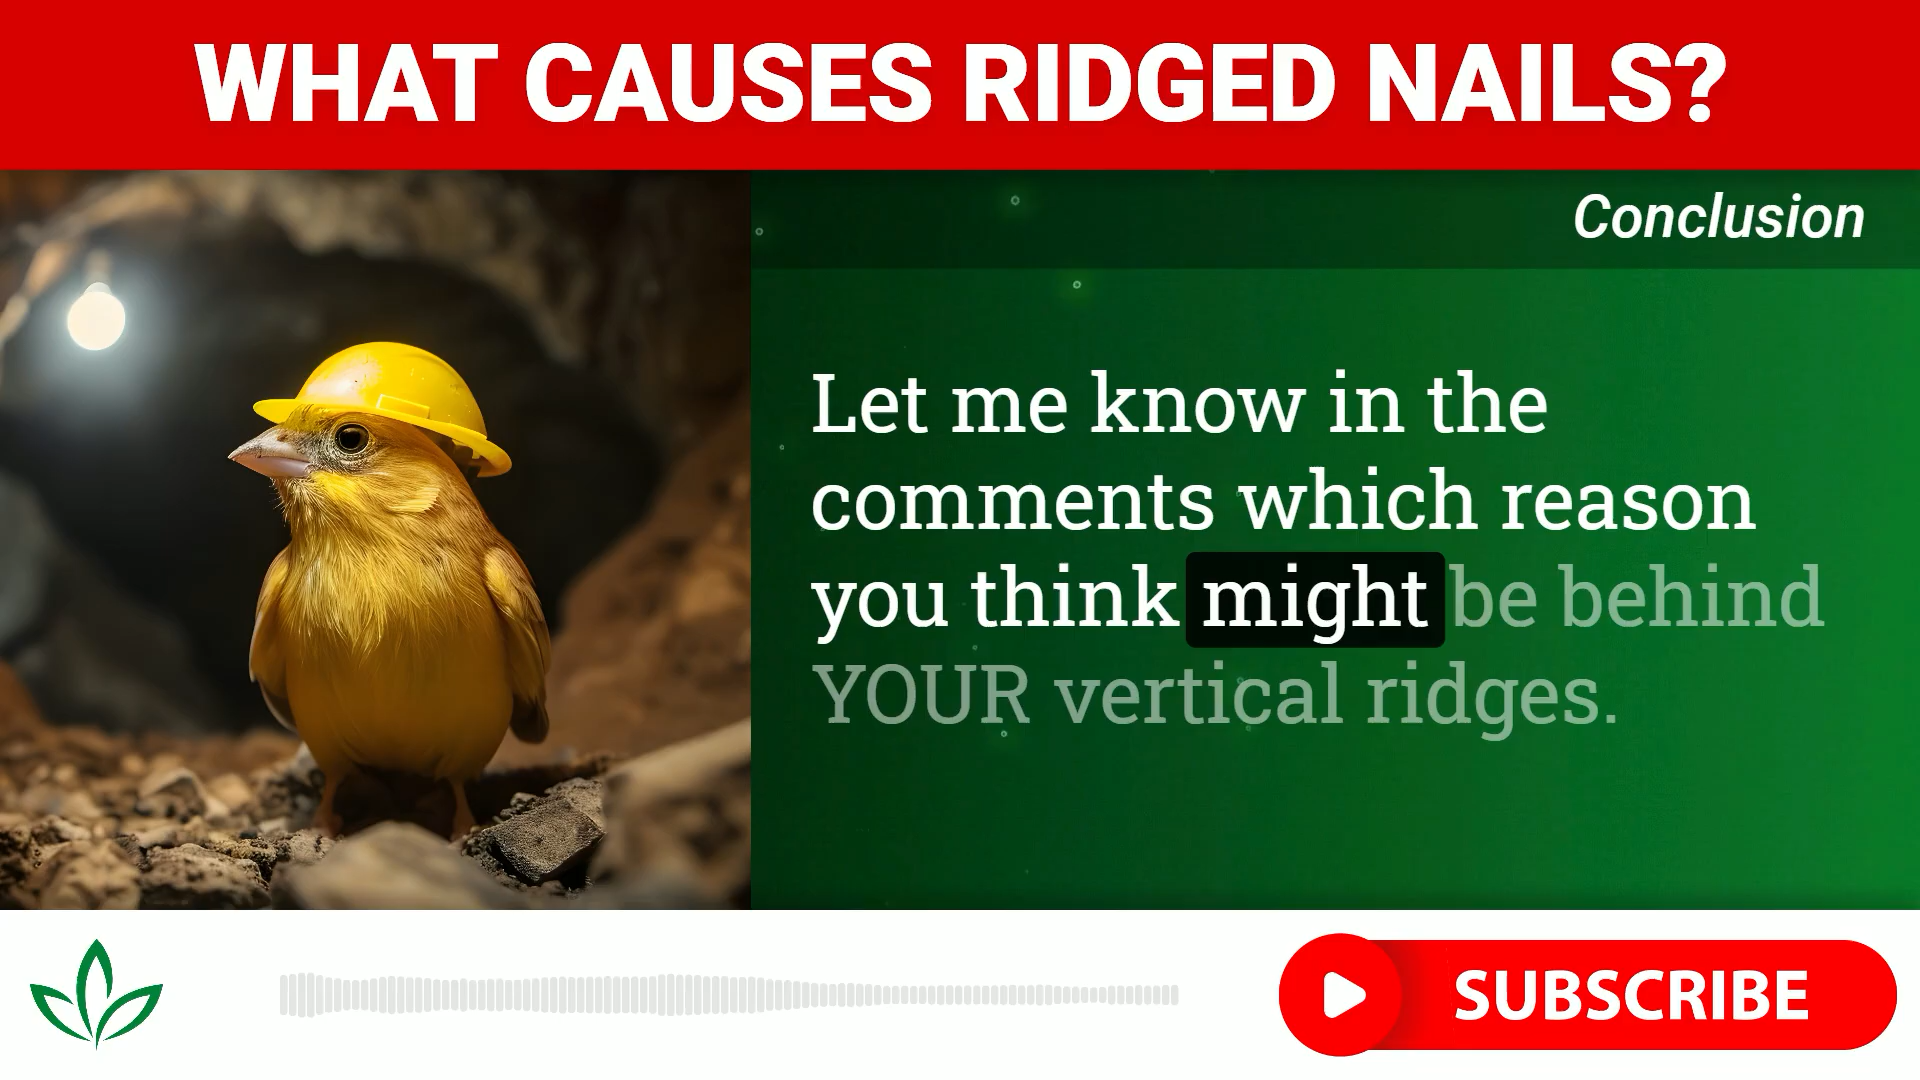 WHAT CAUSES RIDGED NAILS?
Conclusion
Let me know in the
comments which reason
you think might be behind
YOUR vertical ridges.
SUBSCRIBE